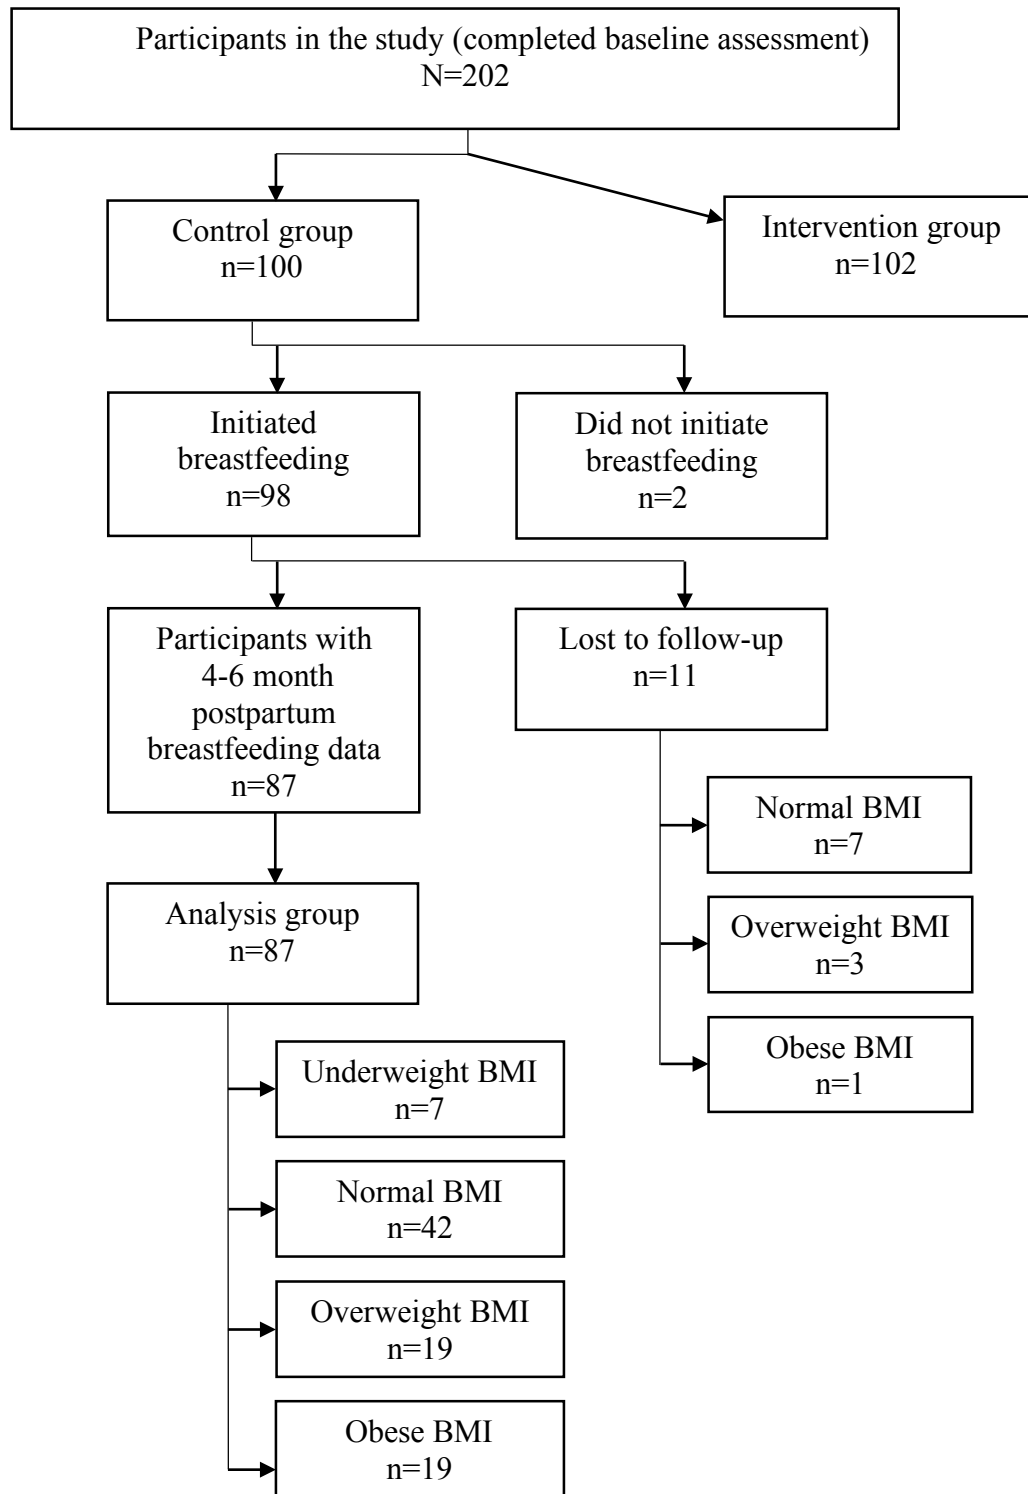 Participants in the study (completed baseline assessment)
N=202
Control group
n=100
Intervention group
n=102
Initiated
breastfeeding
n=98
Did not initiate
breastfeeding
n=2
Participants with
4-6 month
postpartum
breastfeeding data
n=87
Lost to follow-up
n=11
Normal BMI
n=7
Overweight BMI
n=3
Obese BMI
n=1
Analysis group
n=87
Underweight BMI
n=7
Normal BMI
n=42
Overweight BMI
n=19
Obese BMI
n=19